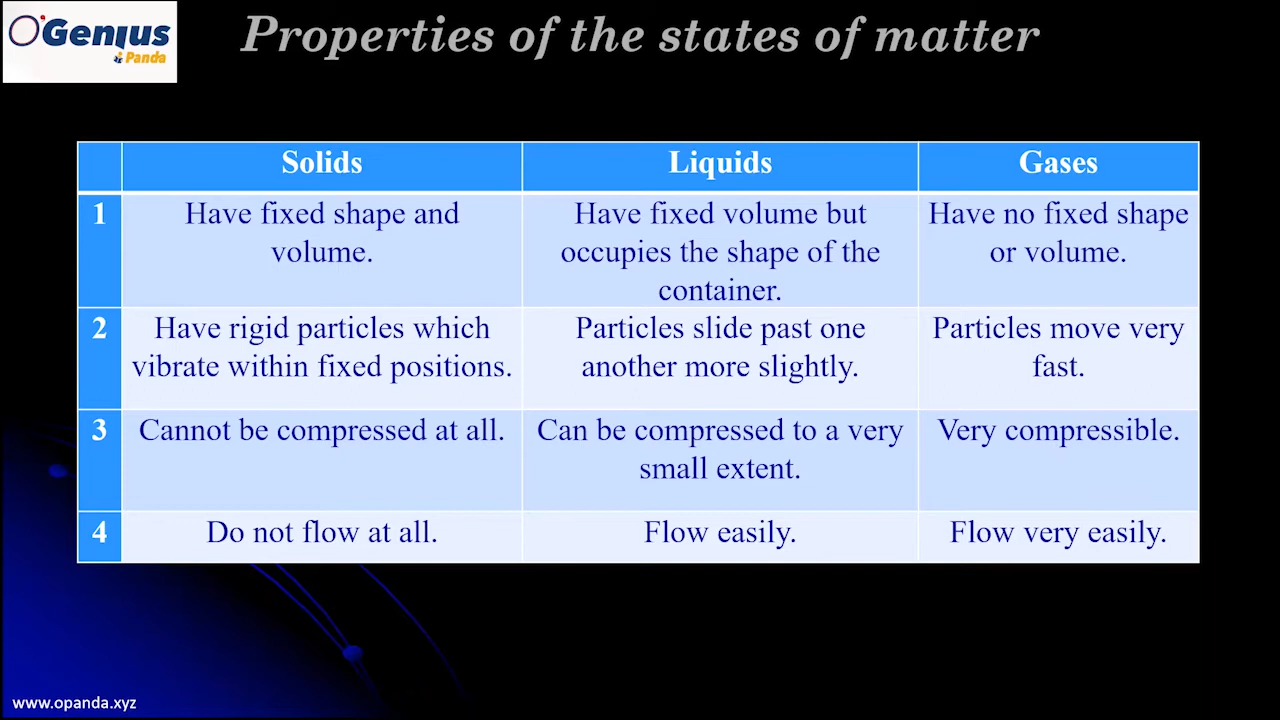 O'Genius
Panda
Properties of the states of matter
Solids
Liquids
Gases
1
Have fixed shape and
volume.
Have fixed volume but
occupies the shape of the
container.
Have no fixed shape
or volume.
2
Have rigid particles which
vibrate within fixed positions.
Particles slide past one
another more slightly.
Particles move very
fast.
3
Cannot be compressed at all.
Can be compressed to a very
small extent.
Very compressible.
4
Do not flow at all.
Flow easily.
Flow very easily.
www.opanda.xyz